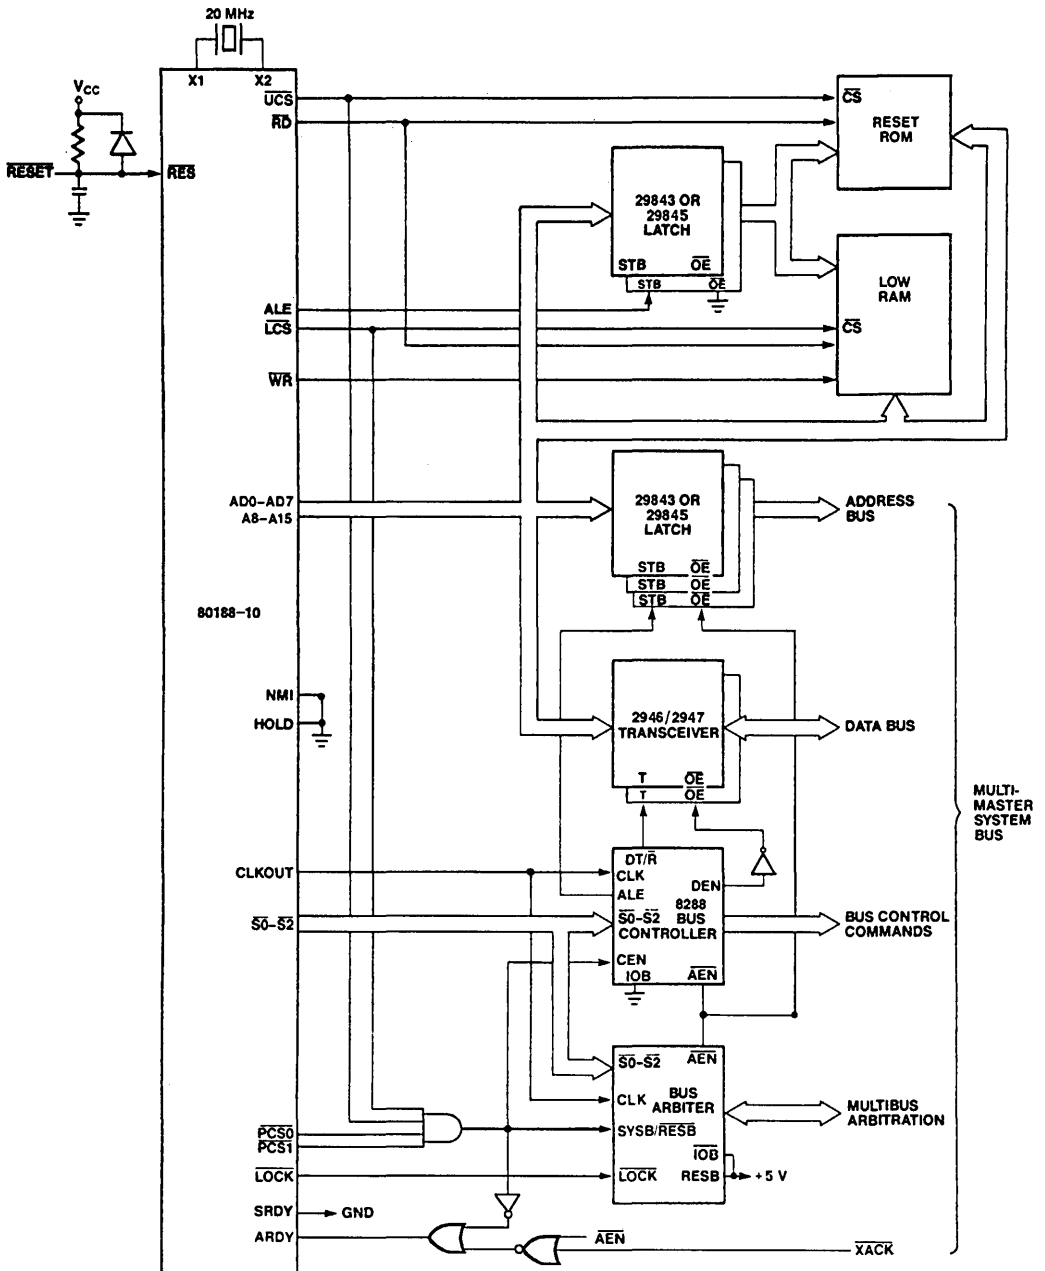 20 MHz
X1 X2
VCC
RESET
RES
UCS
RD
CS
RESET
ROM
29843 OR
29845
LATCH
STB OE
STB OE
LOW
RAM
CS
ALE
LCS
WR
AD0–AD7
A8–A15
29843 OR
29845
LATCH
STB OE
STB OE
STB OE
ADDRESS
BUS
80188–10
NMI
HOLD
2946/2947
TRANSCEIVER
T OE
T OE
DATA BUS
MULTI-
MASTER
SYSTEM
BUS
CLKOUT
S0–S2
DT/R
CLK
ALE
DEN
S0–S2
8288
BUS
CONTROLLER
CEN
IOB
AEN
BUS CONTROL
COMMANDS
S0–S2
AEN
CLK
BUS
ARBITER
SYSB/RESB
IOB
LOCK
RESB
+5 V
MULTIBUS
ARBITRATION
PCS0
PCS1
LOCK
SRDY
GND
ARDY
AEN
XACK